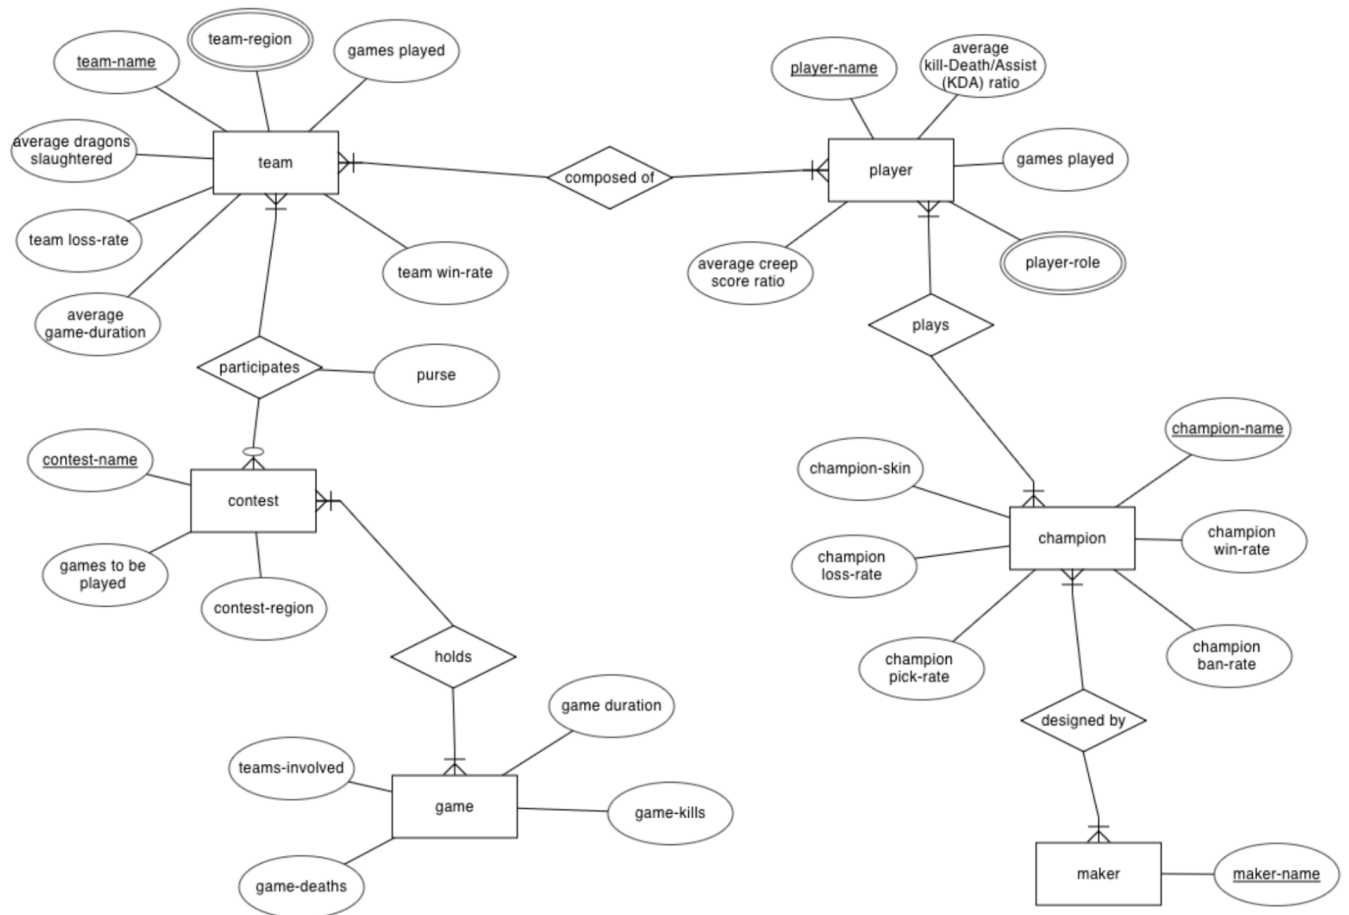 team-region
team-name
games played
average dragons
slaughtered
team
team loss-rate
average
game-duration
team win-rate
composed of
player-name
average
kill-Death/Assist
(KDA) ratio
player
games played
average creep
score ratio
player-role
participates
purse
plays
contest-name
contest
games to be
played
contest-region
holds
champion-name
champion-skin
champion
champion
win-rate
champion
loss-rate
champion
pick-rate
champion
ban-rate
designed by
game duration
teams-involved
game
game-kills
game-deaths
maker
maker-name